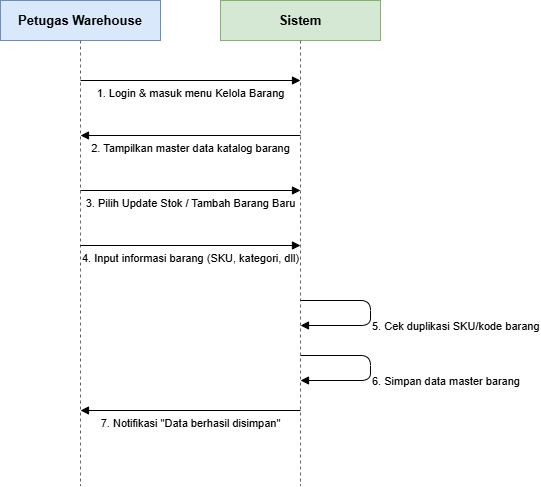 Petugas Warehouse
Sistem
1. Login & masuk menu Kelola Barang
2. Tampilkan master data katalog barang
3. Pilih Update Stok / Tambah Barang Baru
4. Input informasi barang (SKU, kategori, dll)
5. Cek duplikasi SKU/kode barang
6. Simpan data master barang
7. Notifikasi "Data berhasil disimpan"